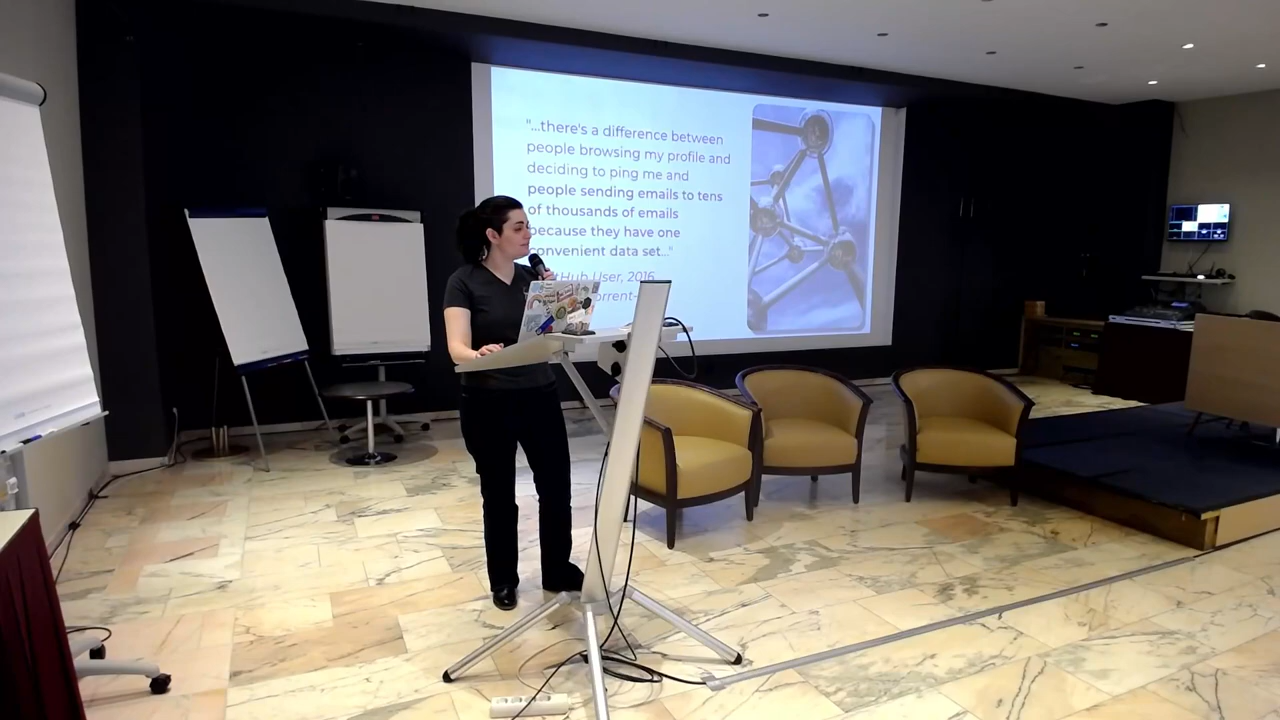 "...there's a difference between
people browsing my profile and
deciding to ping me and
people sending emails to tens
of thousands of emails
because they have one
convenient data set..."
Hub User, 2016